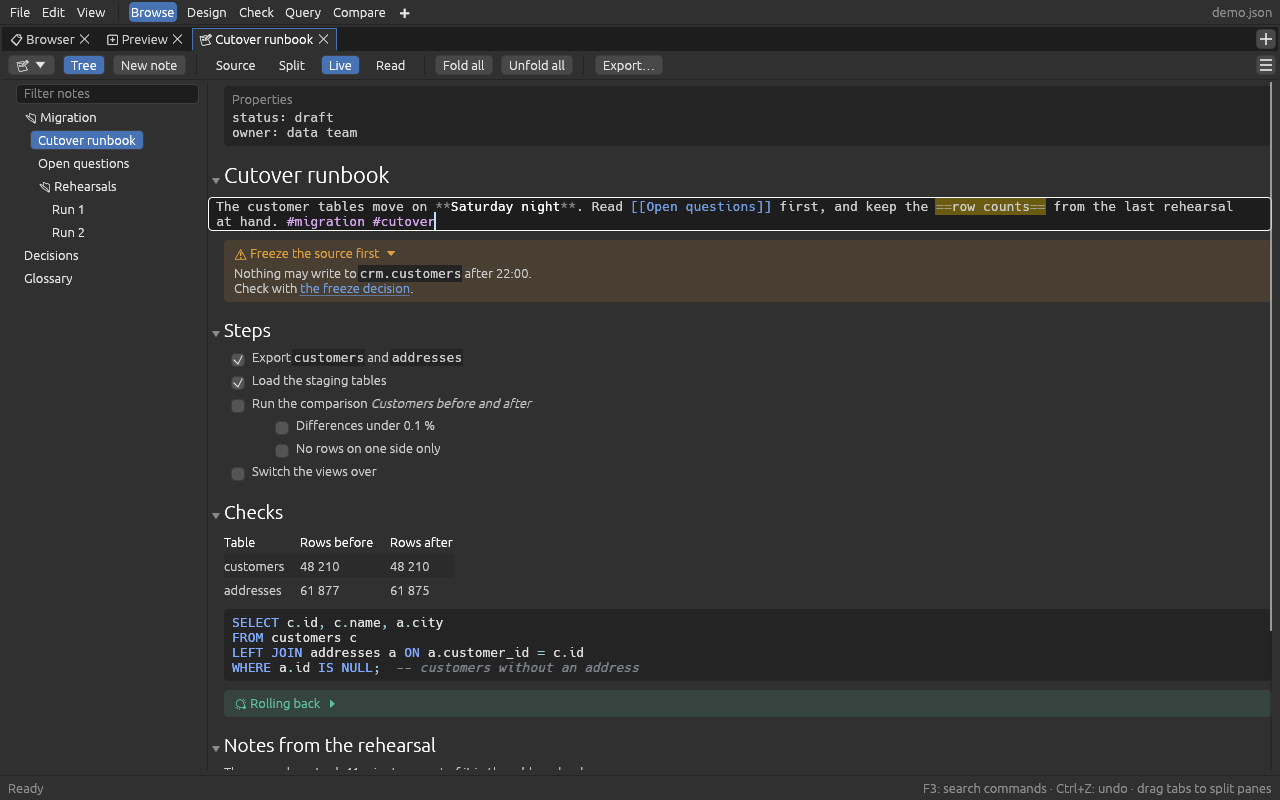 File Edit View Browse Design Check Query Compare + demo.json
Browser Preview Cutover runbook
Tree New note Source Split Live Read Fold all Unfold all Export…
Filter notes
Migration
Cutover runbook
Open questions
Rehearsals
Run 1
Run 2
Decisions
Glossary
Properties
status: draft
owner: data team
Cutover runbook
The customer tables move on **Saturday night**. Read [[Open questions]] first, and keep the ==row counts== from the last rehearsal
at hand. #migration #cutover
Freeze the source first
Nothing may write to crm.customers after 22:00.
Check with the freeze decision.
Steps
Export customers and addresses
Load the staging tables
Run the comparison Customers before and after
Differences under 0.1 %
No rows on one side only
Switch the views over
Checks
Table Rows before Rows after
customers 48 210 48 210
addresses 61 877 61 875
SELECT c.id, c.name, a.city
FROM customers c
LEFT JOIN addresses a ON a.customer_id = c.id
WHERE a.id IS NULL; -- customers without an address
Rolling back
Notes from the rehearsal
Ready F3: search commands · Ctrl+Z: undo · drag tabs to split panes